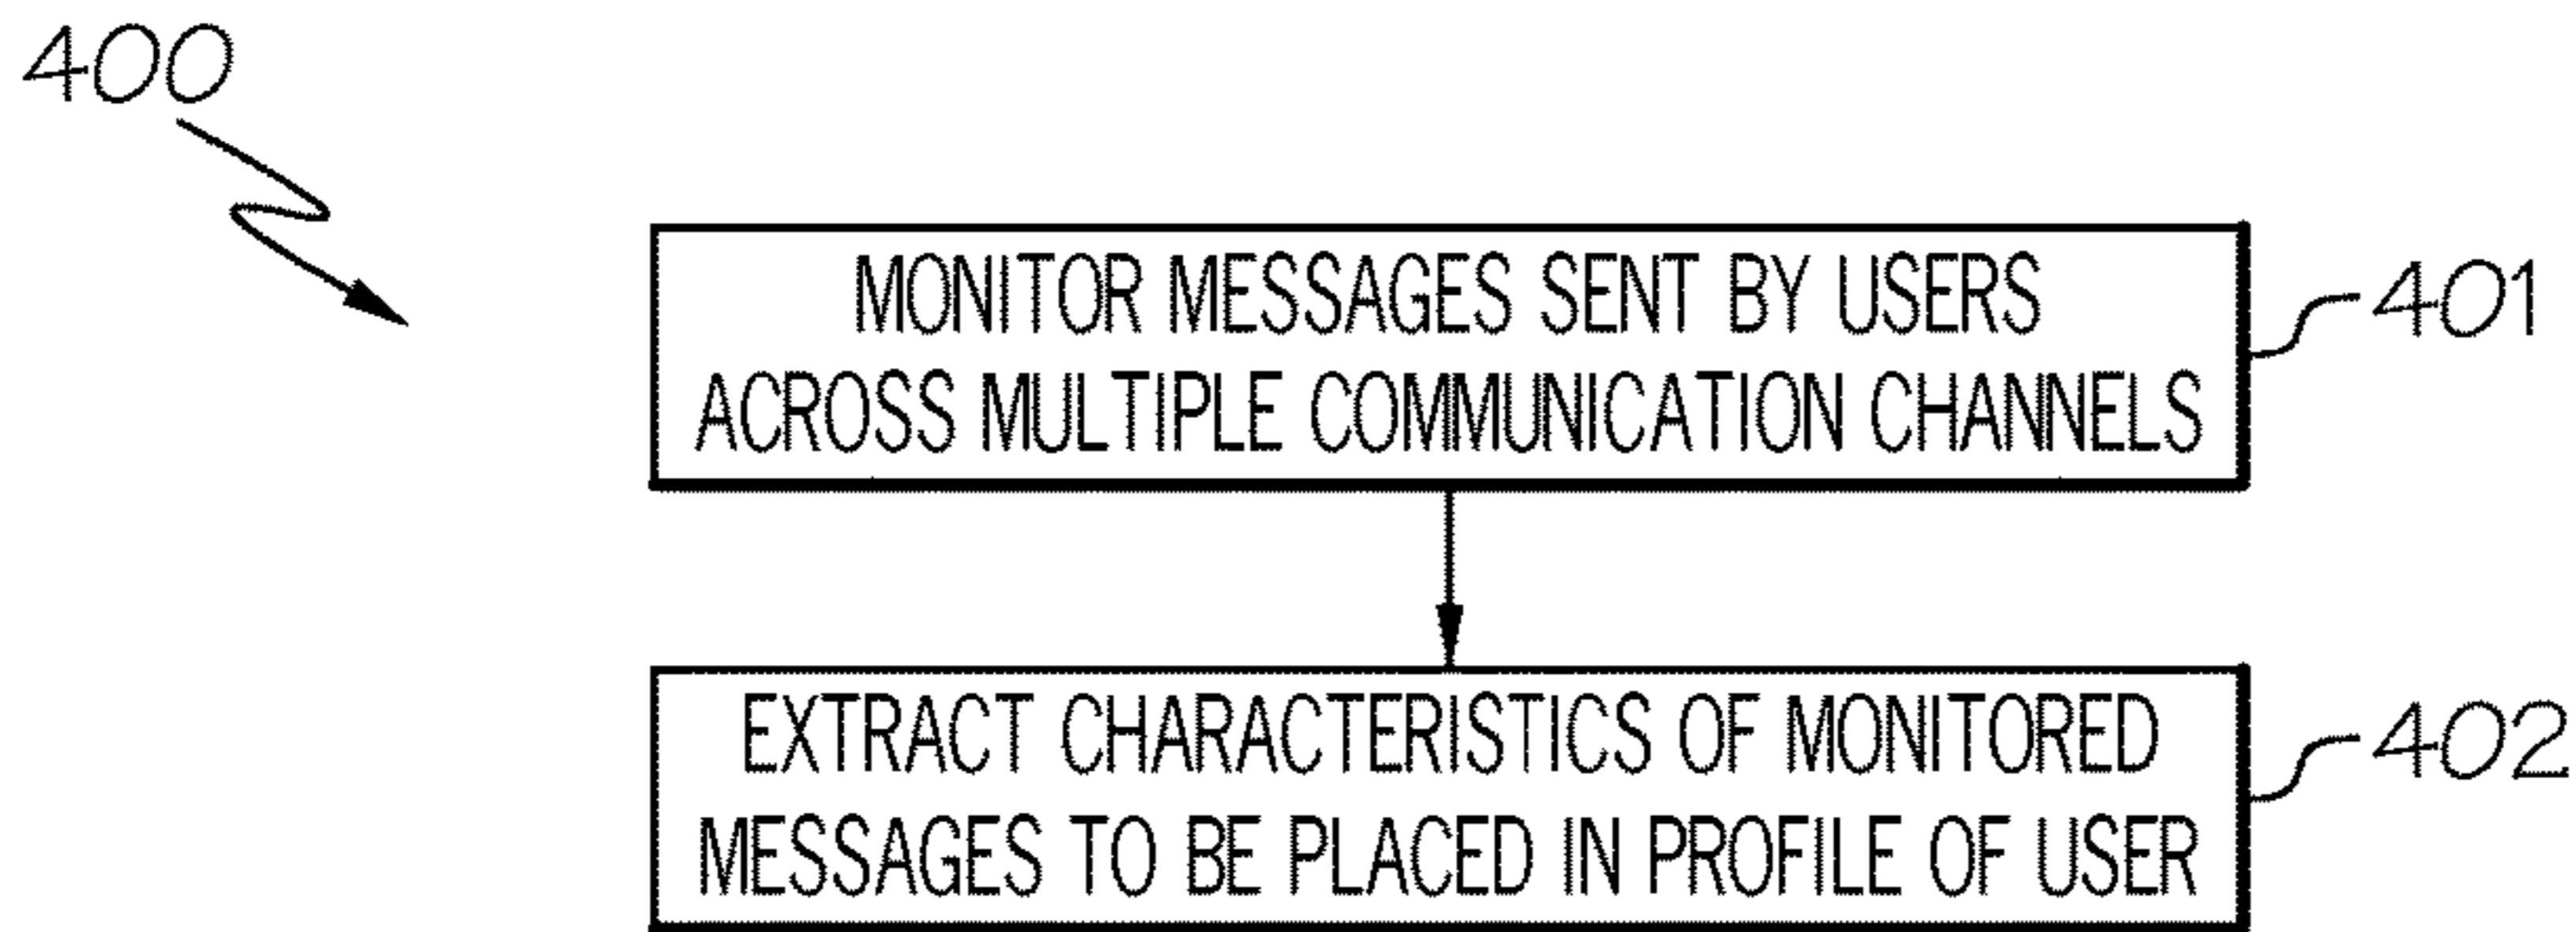 400
MONITOR MESSAGES SENT BY USERS
ACROSS MULTIPLE COMMUNICATION CHANNELS
401
EXTRACT CHARACTERISTICS OF MONITORED
MESSAGES TO BE PLACED IN PROFILE OF USER
402